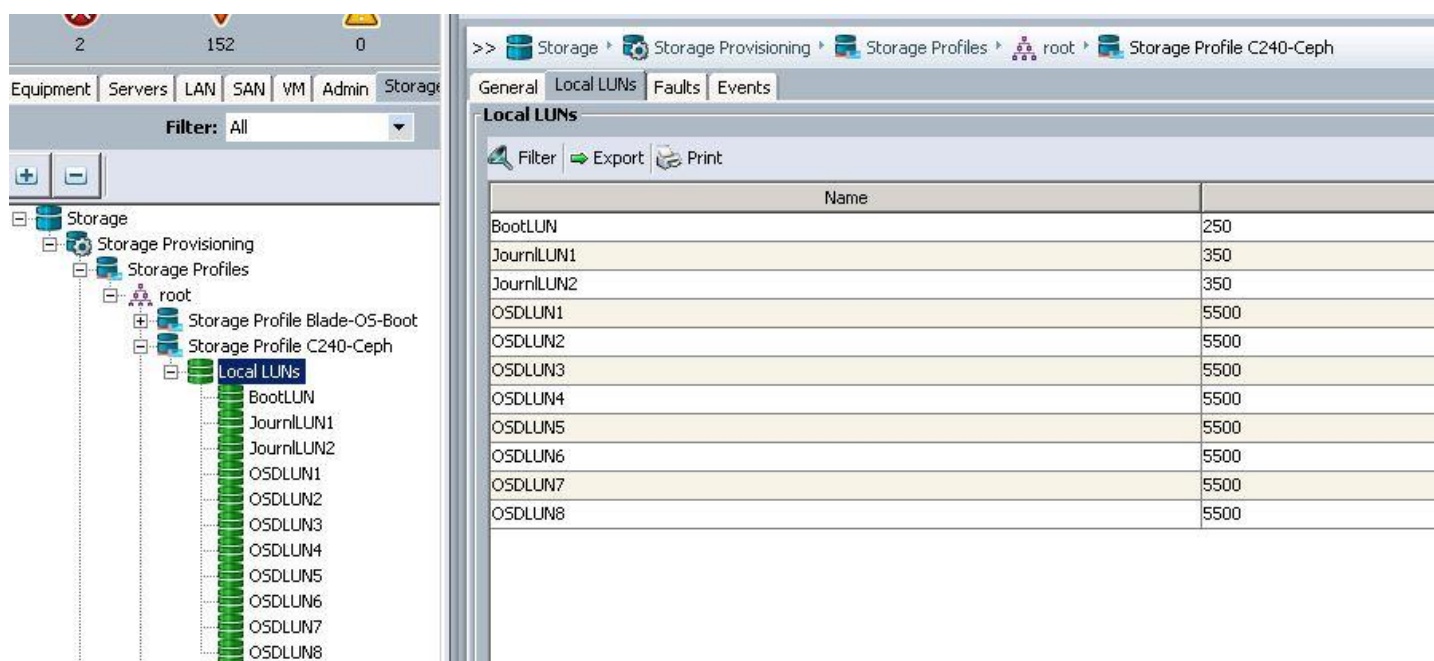 2 152 0
Equipment Servers LAN SAN VM Admin Storage
Filter: All
Storage
Storage Provisioning
Storage Profiles
root
Storage Profile Blade-OS-Boot
Storage Profile C240-Ceph
Local LUNs
BootLUN
JournlLUN1
JournlLUN2
OSDLUN1
OSDLUN2
OSDLUN3
OSDLUN4
OSDLUN5
OSDLUN6
OSDLUN7
OSDLUN8
>> Storage Storage Provisioning Storage Profiles root Storage Profile C240-Ceph
General Local LUNs Faults Events
Local LUNs
Filter Export Print
Name
BootLUN 250
JournlLUN1 350
JournlLUN2 350
OSDLUN1 5500
OSDLUN2 5500
OSDLUN3 5500
OSDLUN4 5500
OSDLUN5 5500
OSDLUN6 5500
OSDLUN7 5500
OSDLUN8 5500